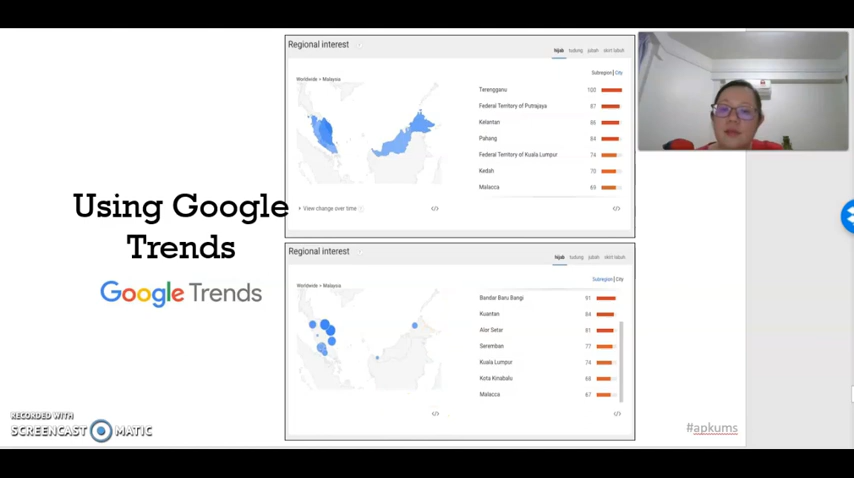 Using Google
Trends
Google Trends
Regional interest
hijab tudung jubah skirt labuh
Worldwide > Malaysia
Subregion | City
Terengganu 100
Federal Territory of Putrajaya 87
Kelantan 86
Pahang 84
Federal Territory of Kuala Lumpur 74
Kedah 70
Malacca 69
View change over time
</>
</>
Regional interest
hijab tudung jubah skirt labuh
Subregion | City
Worldwide > Malaysia
Bandar Baru Bangi 91
Kuantan 84
Alor Setar 81
Seremban 77
Kuala Lumpur 74
Kota Kinabalu 68
Malacca 67
</>
</>
RECORDED WITH
SCREENCAST MATIC
#apkums